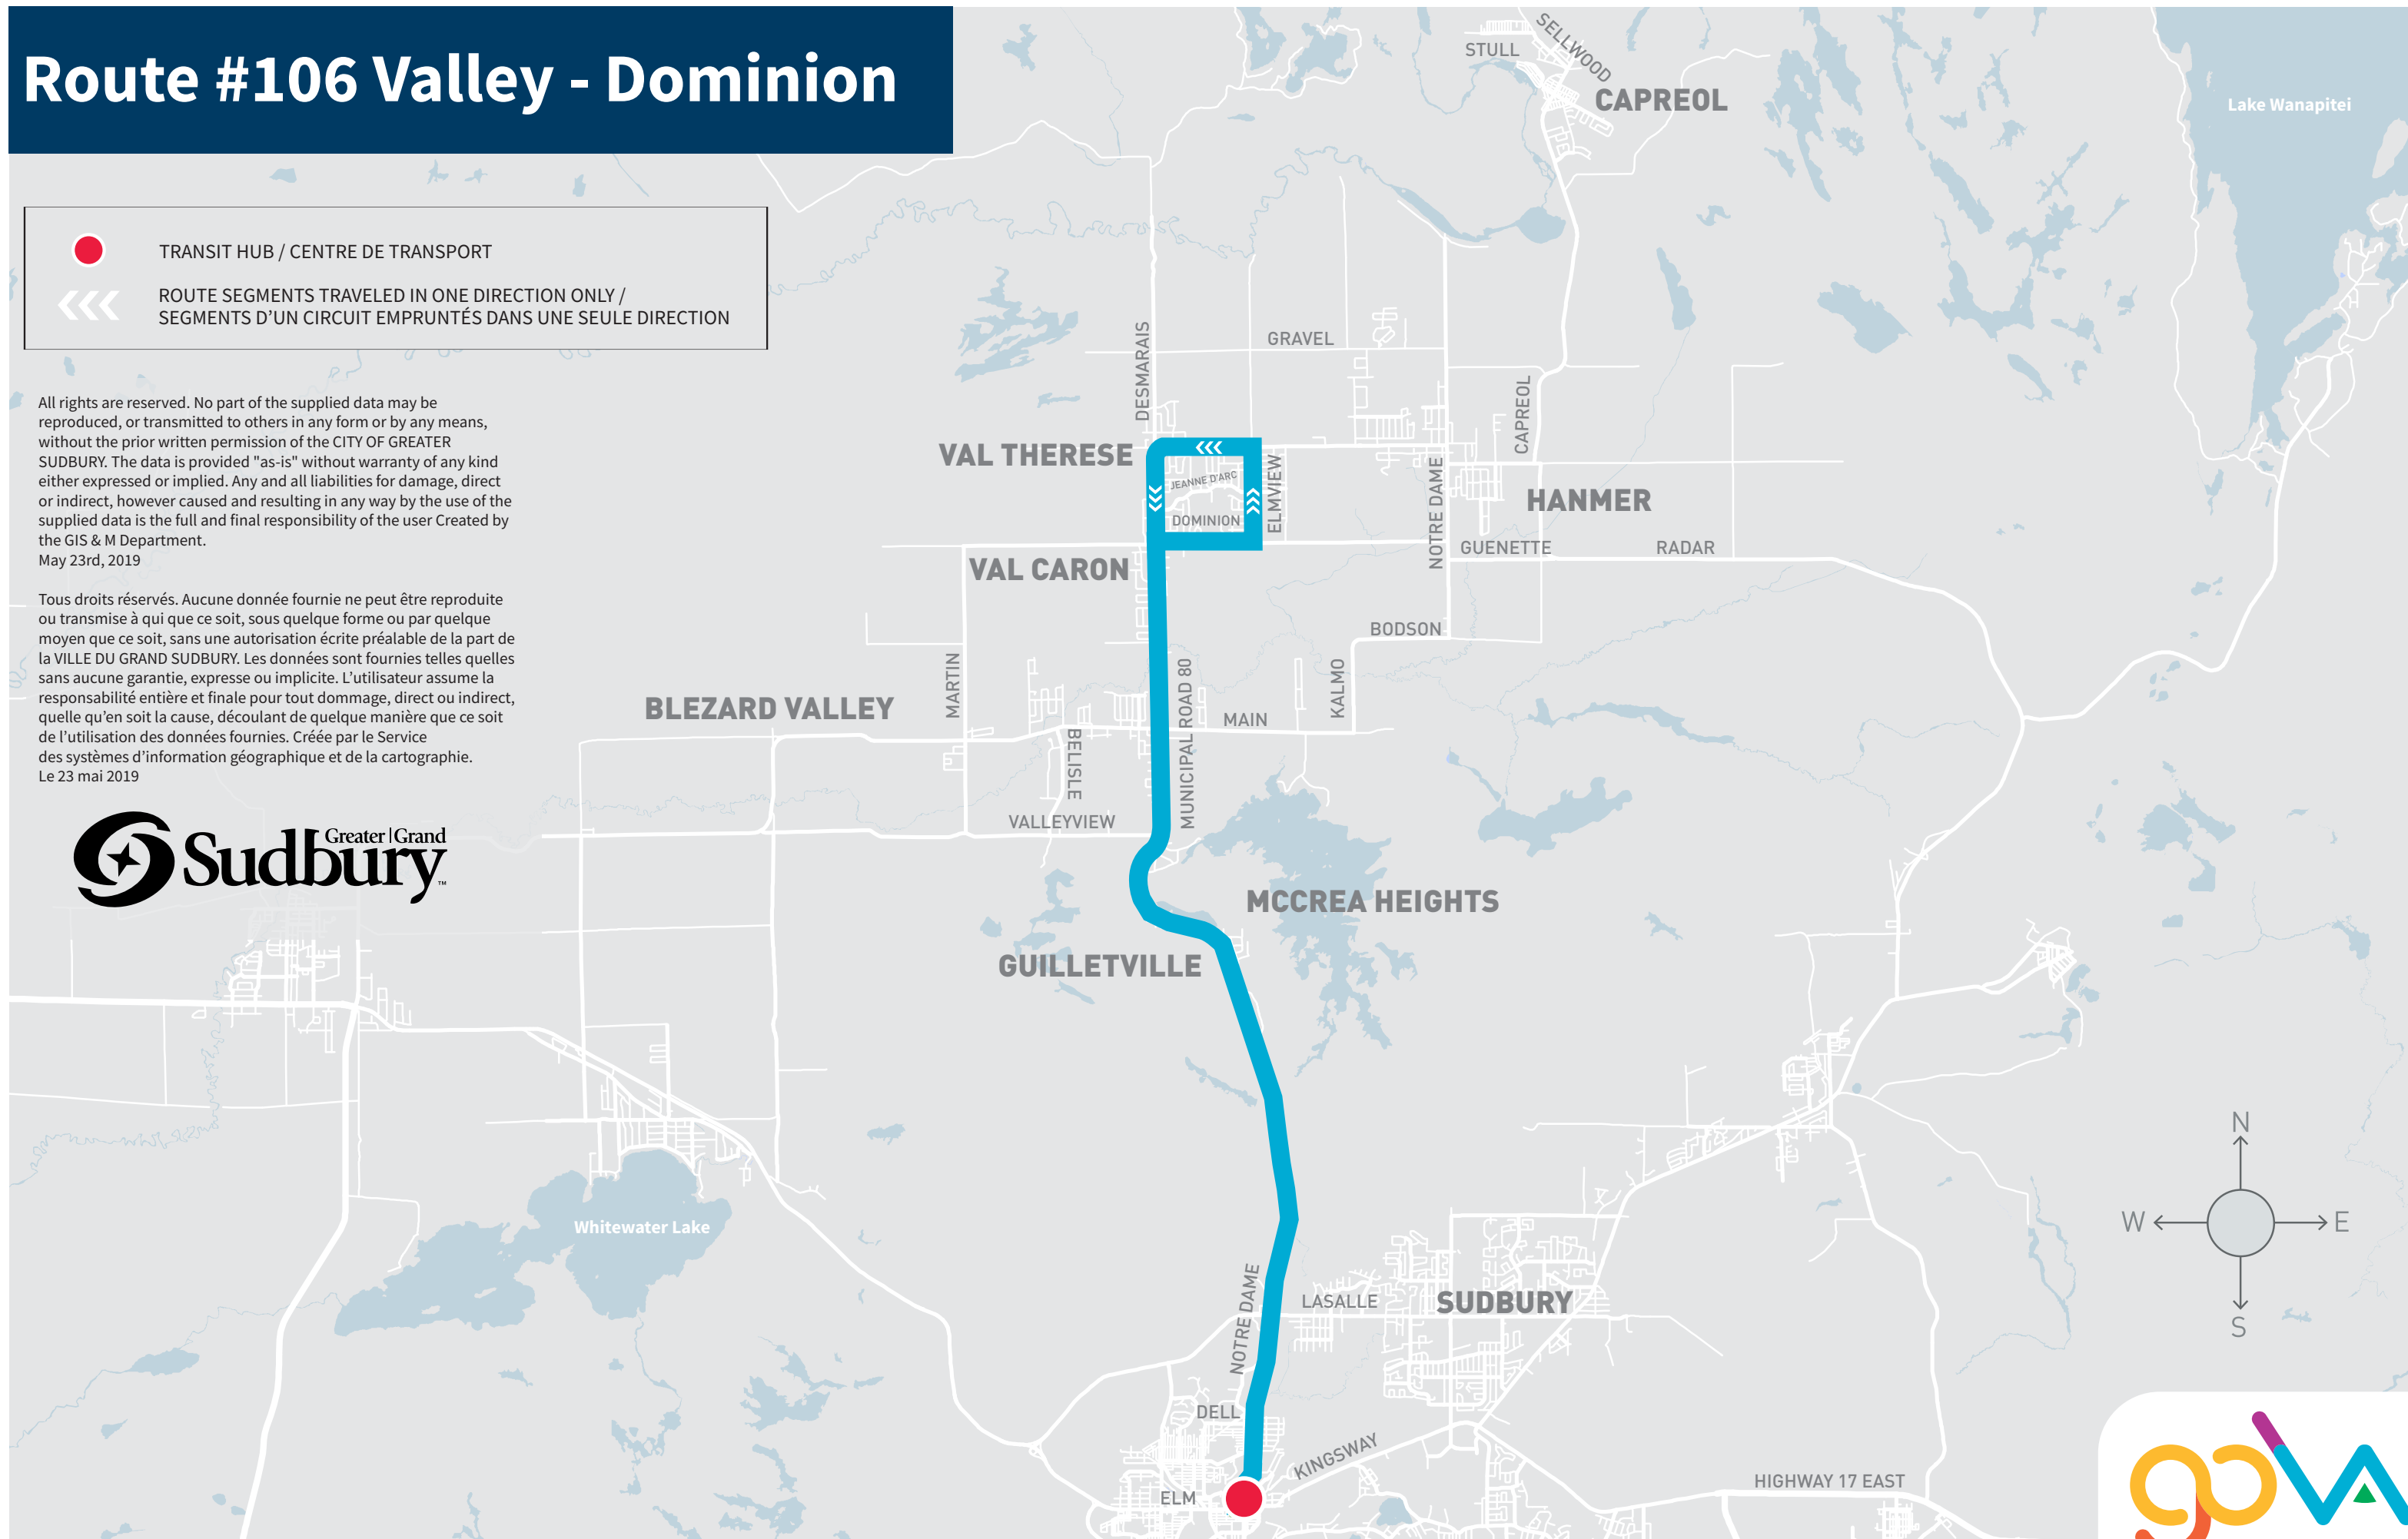 Route #106 Valley - Dominion
TRANSIT HUB / CENTRE DE TRANSPORT
ROUTE SEGMENTS TRAVELED IN ONE DIRECTION ONLY /
SEGMENTS D'UN CIRCUIT EMPRUNTÉS DANS UNE SEULE DIRECTION
All rights are reserved. No part of the supplied data may be
reproduced, or transmitted to others in any form or by any means,
without the prior written permission of the CITY OF GREATER
SUDBURY. The data is provided "as-is" without warranty of any kind
either expressed or implied. Any and all liabilities for damage, direct
or indirect, however caused and resulting in any way by the use of the
supplied data is the full and final responsibility of the user Created by
the GIS & M Department.
May 23rd, 2019
Tous droits réservés. Aucune donnée fournie ne peut être reproduite
ou transmise à qui que ce soit, sous quelque forme ou par quelque
moyen que ce soit, sans une autorisation écrite préalable de la part de
la VILLE DU GRAND SUDBURY. Les données sont fournies telles quelles
sans aucune garantie, expresse ou implicite. L'utilisateur assume la
responsabilité entière et finale pour tout dommage, direct ou indirect,
quelle qu'en soit la cause, découlant de quelque manière que ce soit
de l'utilisation des données fournies. Créée par le Service
des systèmes d'information géographique et de la cartographie.
Le 23 mai 2019
Greater | Grand
Sudbury™
STULL
SELLWOOD
CAPREOL
Lake Wanapitei
GRAVEL
DESMARAIS
CAPREOL
VAL THERESE
JEANNE D'ARC
ELMVIEW
NOTRE DAME
HANMER
DOMINION
GUENETTE
RADAR
VAL CARON
BODSON
MARTIN
MUNICIPAL ROAD 80
KALMO
BLEZARD VALLEY
MAIN
BELISLE
VALLEYVIEW
MCCREA HEIGHTS
GUILLETVILLE
Whitewater Lake
N
W
E
S
NOTRE DAME
LASALLE
SUDBURY
DELL
KINGSWAY
ELM
HIGHWAY 17 EAST
gova